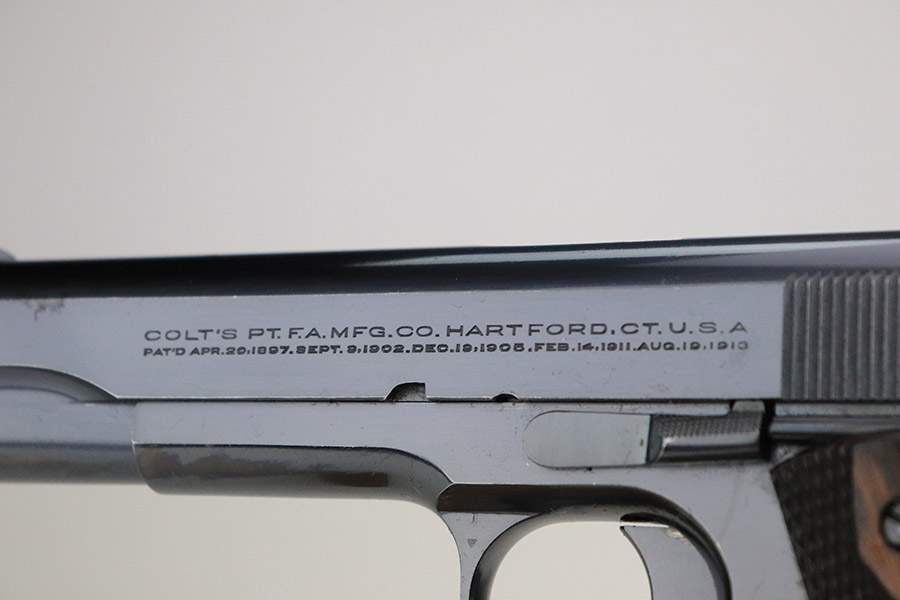 COLT'S PT. F.A. MFG. CO. HARTFORD, CT. U.S.A
PAT'D APR. 20, 1897. SEPT. 9, 1902. DEC. 19, 1905. FEB. 14, 1911. AUG. 19, 1913